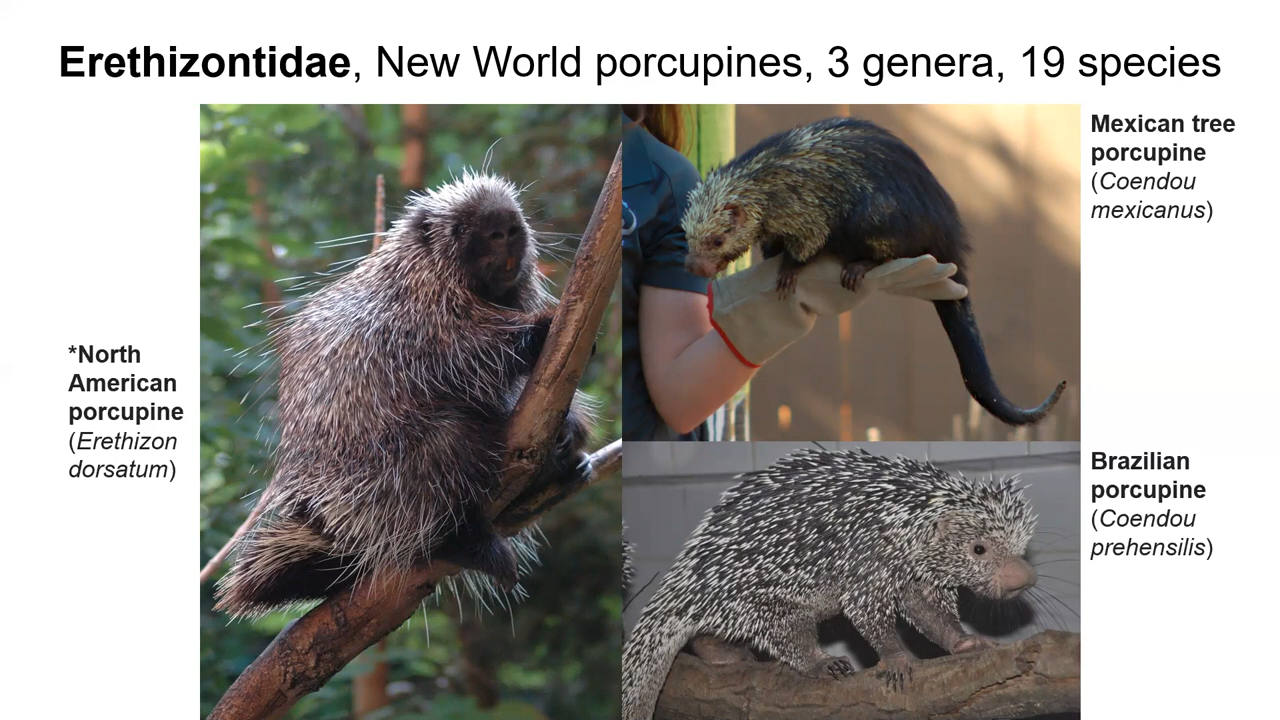 Erethizontidae, New World porcupines, 3 genera, 19 species
*North
American
porcupine
(Erethizon
dorsatum)
Mexican tree
porcupine
(Coendou
mexicanus)
Brazilian
porcupine
(Coendou
prehensilis)